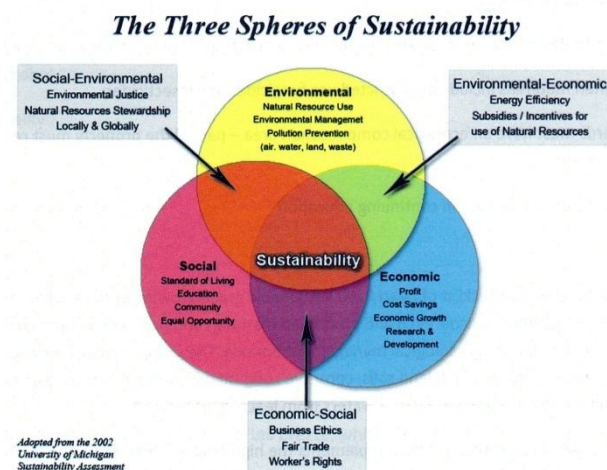 The Three Spheres of Sustainability
Social-Environmental
Environmental Justice
Natural Resources Stewardship
Locally & Globally
Environmental
Natural Resource Use
Environmental Managemet
Pollution Prevention
(air. water, land, waste)
Environmental-Economic
Energy Efficiency
Subsidies / Incentives for
use of Natural Resources
Sustainability
Social
Standard of Living
Education
Community
Equal Opportunity
Economic
Profit
Cost Savings
Economic Growth
Research &
Development
Economic-Social
Business Ethics
Fair Trade
Worker's Rights
Adopted from the 2002
University of Michigan
Sustainability Assessment